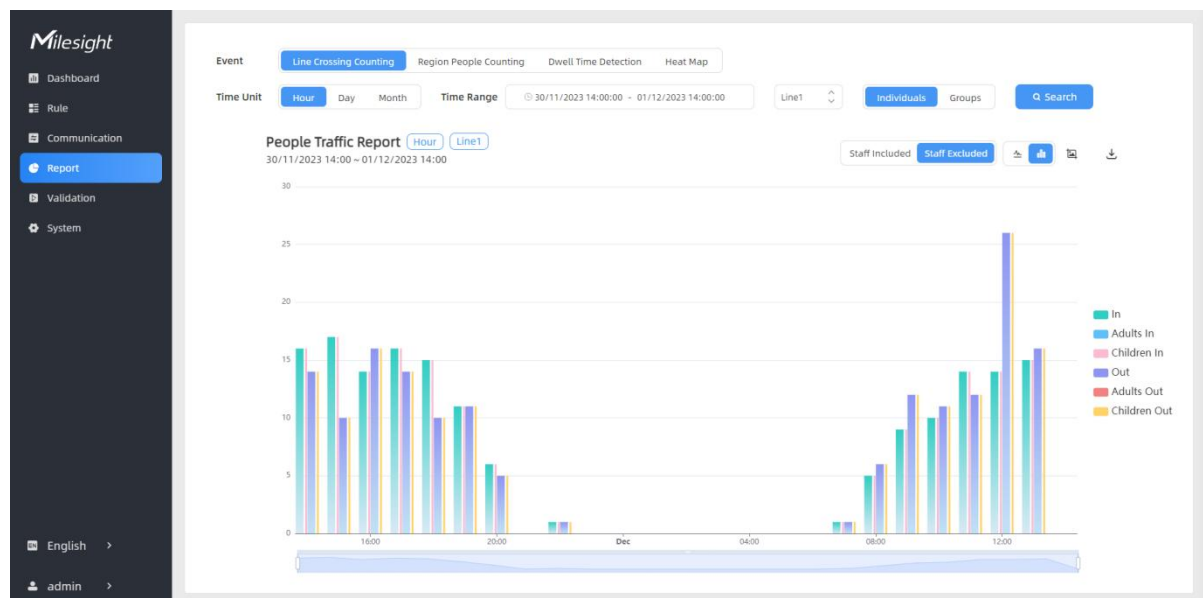 Milesight
Dashboard
Rule
Communication
Report
Validation
System
EN English >
admin >
Event Line Crossing Counting Region People Counting Dwell Time Detection Heat Map
Time Unit Hour Day Month Time Range 30/11/2023 14:00:00 - 01/12/2023 14:00:00 Line1 Individuals Groups Search
People Traffic Report Hour Line1
30/11/2023 14:00 ~ 01/12/2023 14:00
Staff Included Staff Excluded
30
25
20
15
10
5
0
16:00 20:00 Dec 04:00 08:00 12:00
In
Adults In
Children In
Out
Adults Out
Children Out